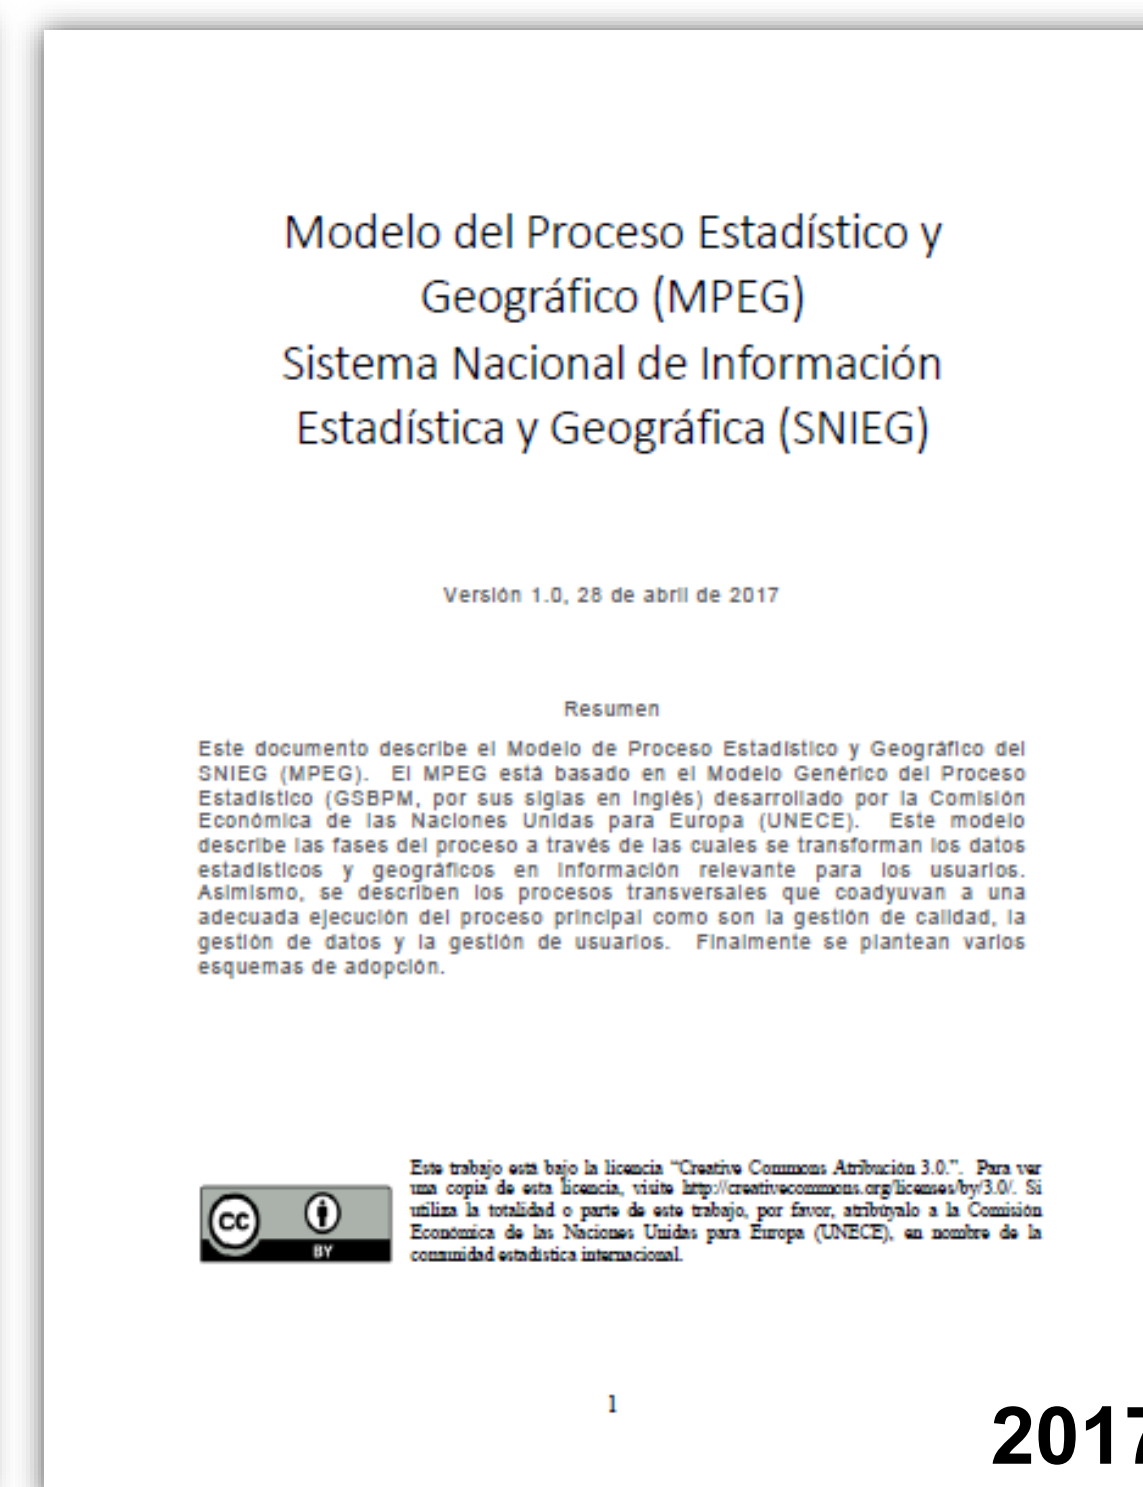 Modelo del Proceso Estadístico y
Geográfico (MPEG)
Sistema Nacional de Información
Estadística y Geográfica (SNIEG)
Versión 1.0, 28 de abril de 2017
Resumen
Este documento describe el Modelo de Proceso Estadístico y Geográfico del
SNIEG (MPEG). El MPEG está basado en el Modelo Genérico del Proceso
Estadístico (GSBPM, por sus siglas en inglés) desarrollado por la Comisión
Económica de las Naciones Unidas para Europa (UNECE). Este modelo
describe las fases del proceso a través de las cuales se transforman los datos
estadísticos y geográficos en información relevante para los usuarios.
Asimismo, se describen los procesos transversales que coadyuvan a una
adecuada ejecución del proceso principal como son la gestión de calidad, la
gestión de datos y la gestión de usuarios. Finalmente se plantean varios
esquemas de adopción.
Este trabajo está bajo la licencia “Creative Commons Atribución 3.0.”. Para ver
una copia de esta licencia, visite http://creativecommons.org/licenses/by/3.0/. Si
utiliza la totalidad o parte de este trabajo, por favor, atribúyalo a la Comisión
Económica de las Naciones Unidas para Europa (UNECE), en nombre de la
comunidad estadística internacional.
CC
BY
1
2017